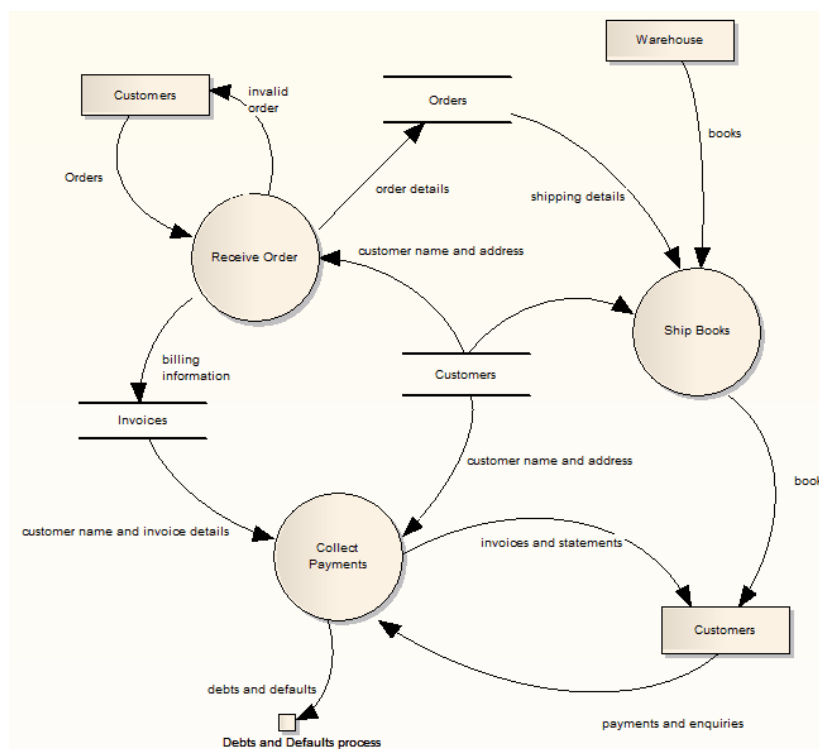 Warehouse
Customers
invalid
order
Orders
books
Orders
order details
shipping details
customer name and address
Receive Order
Ship Books
billing
information
Customers
Invoices
customer name and address
book
customer name and invoice details
Collect
Payments
invoices and statements
Customers
debts and defaults
payments and enquiries
Debts and Defaults process